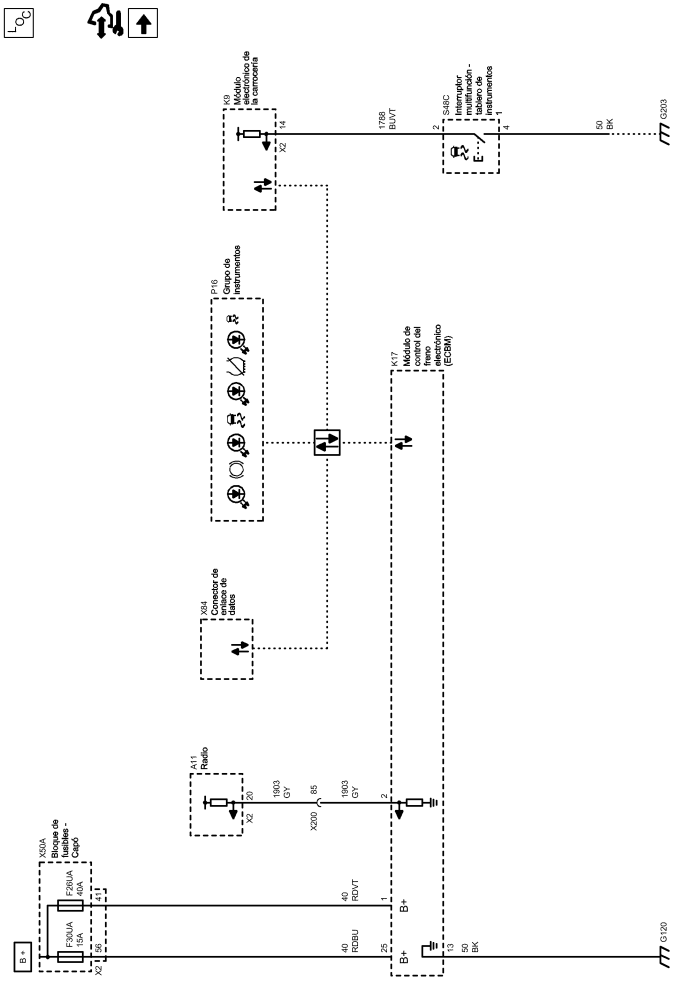 LOC
B +
X50A
Bloque de
fusibles -
Capó
F30UA
15A
F26UA
40A
X2
56
41
40
RDBU
40
RDVT
25
1
B+
B+
13
50
BK
G120
A11
Radio
X2
20
1903
GY
X200
85
1903
GY
2
X84
Conector de
enlace de
datos
P16
Grupo de
instrumentos
K17
Módulo de
control del
freno
electrónico
(ECBM)
K9
Módulo
electrónico de
la carrocería
X2
14
1788
BUVT
2
S48C
Interruptor
multifunción -
tablero de
instrumentos
1
4
50
BK
G203